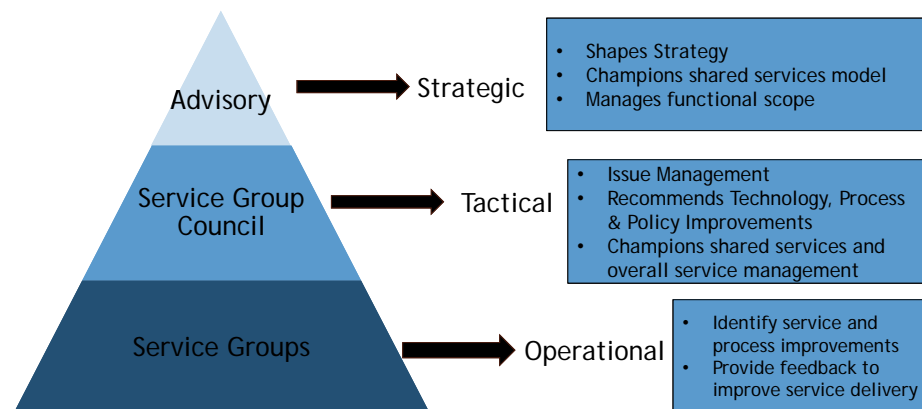 Advisory
Strategic
• Shapes Strategy
• Champions shared services model
• Manages functional scope
Service Group
Council
Tactical
• Issue Management
• Recommends Technology, Process
& Policy Improvements
• Champions shared services and
overall service management
Service Groups
Operational
• Identify service and
process improvements
• Provide feedback to
improve service delivery